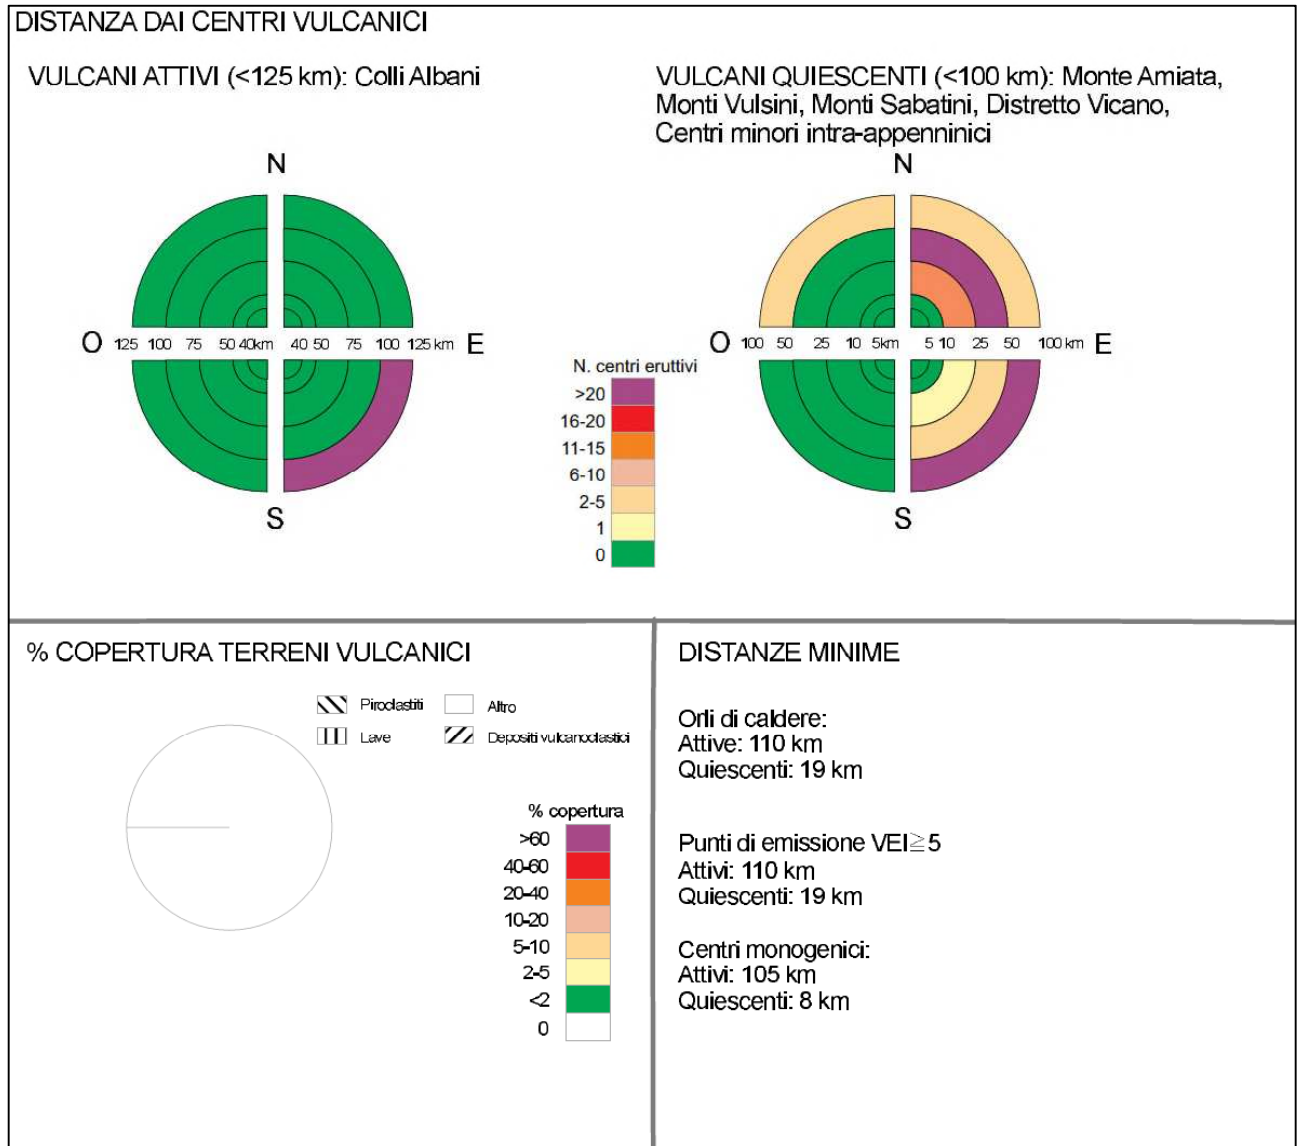 DISTANZA DAI CENTRI VULCANICI
VULCANI ATTIVI (<125 km): Colli Albani
N
O 125 100 75 50 40km 40 50 75 100 125 km E
S
VULCANI QUIESCENTI (<100 km): Monte Amiata,
Monti Vulsini, Monti Sabatini, Distretto Vicano,
Centri minori intra-appenninici
N
O 100 50 25 10 5km 5 10 25 50 100 km E
S
N. centri eruttivi
>20
16-20
11-15
6-10
2-5
1
0
% COPERTURA TERRENI VULCANICI
Piroclastiti
Altro
Lave
Depositi vulcanoclastici
% copertura
>60
40-60
20-40
10-20
5-10
2-5
<2
0
DISTANZE MINIME
Orli di caldere:
Attive: 110 km
Quiescenti: 19 km
Punti di emissione VEI≧5
Attivi: 110 km
Quiescenti: 19 km
Centri monogenici:
Attivi: 105 km
Quiescenti: 8 km